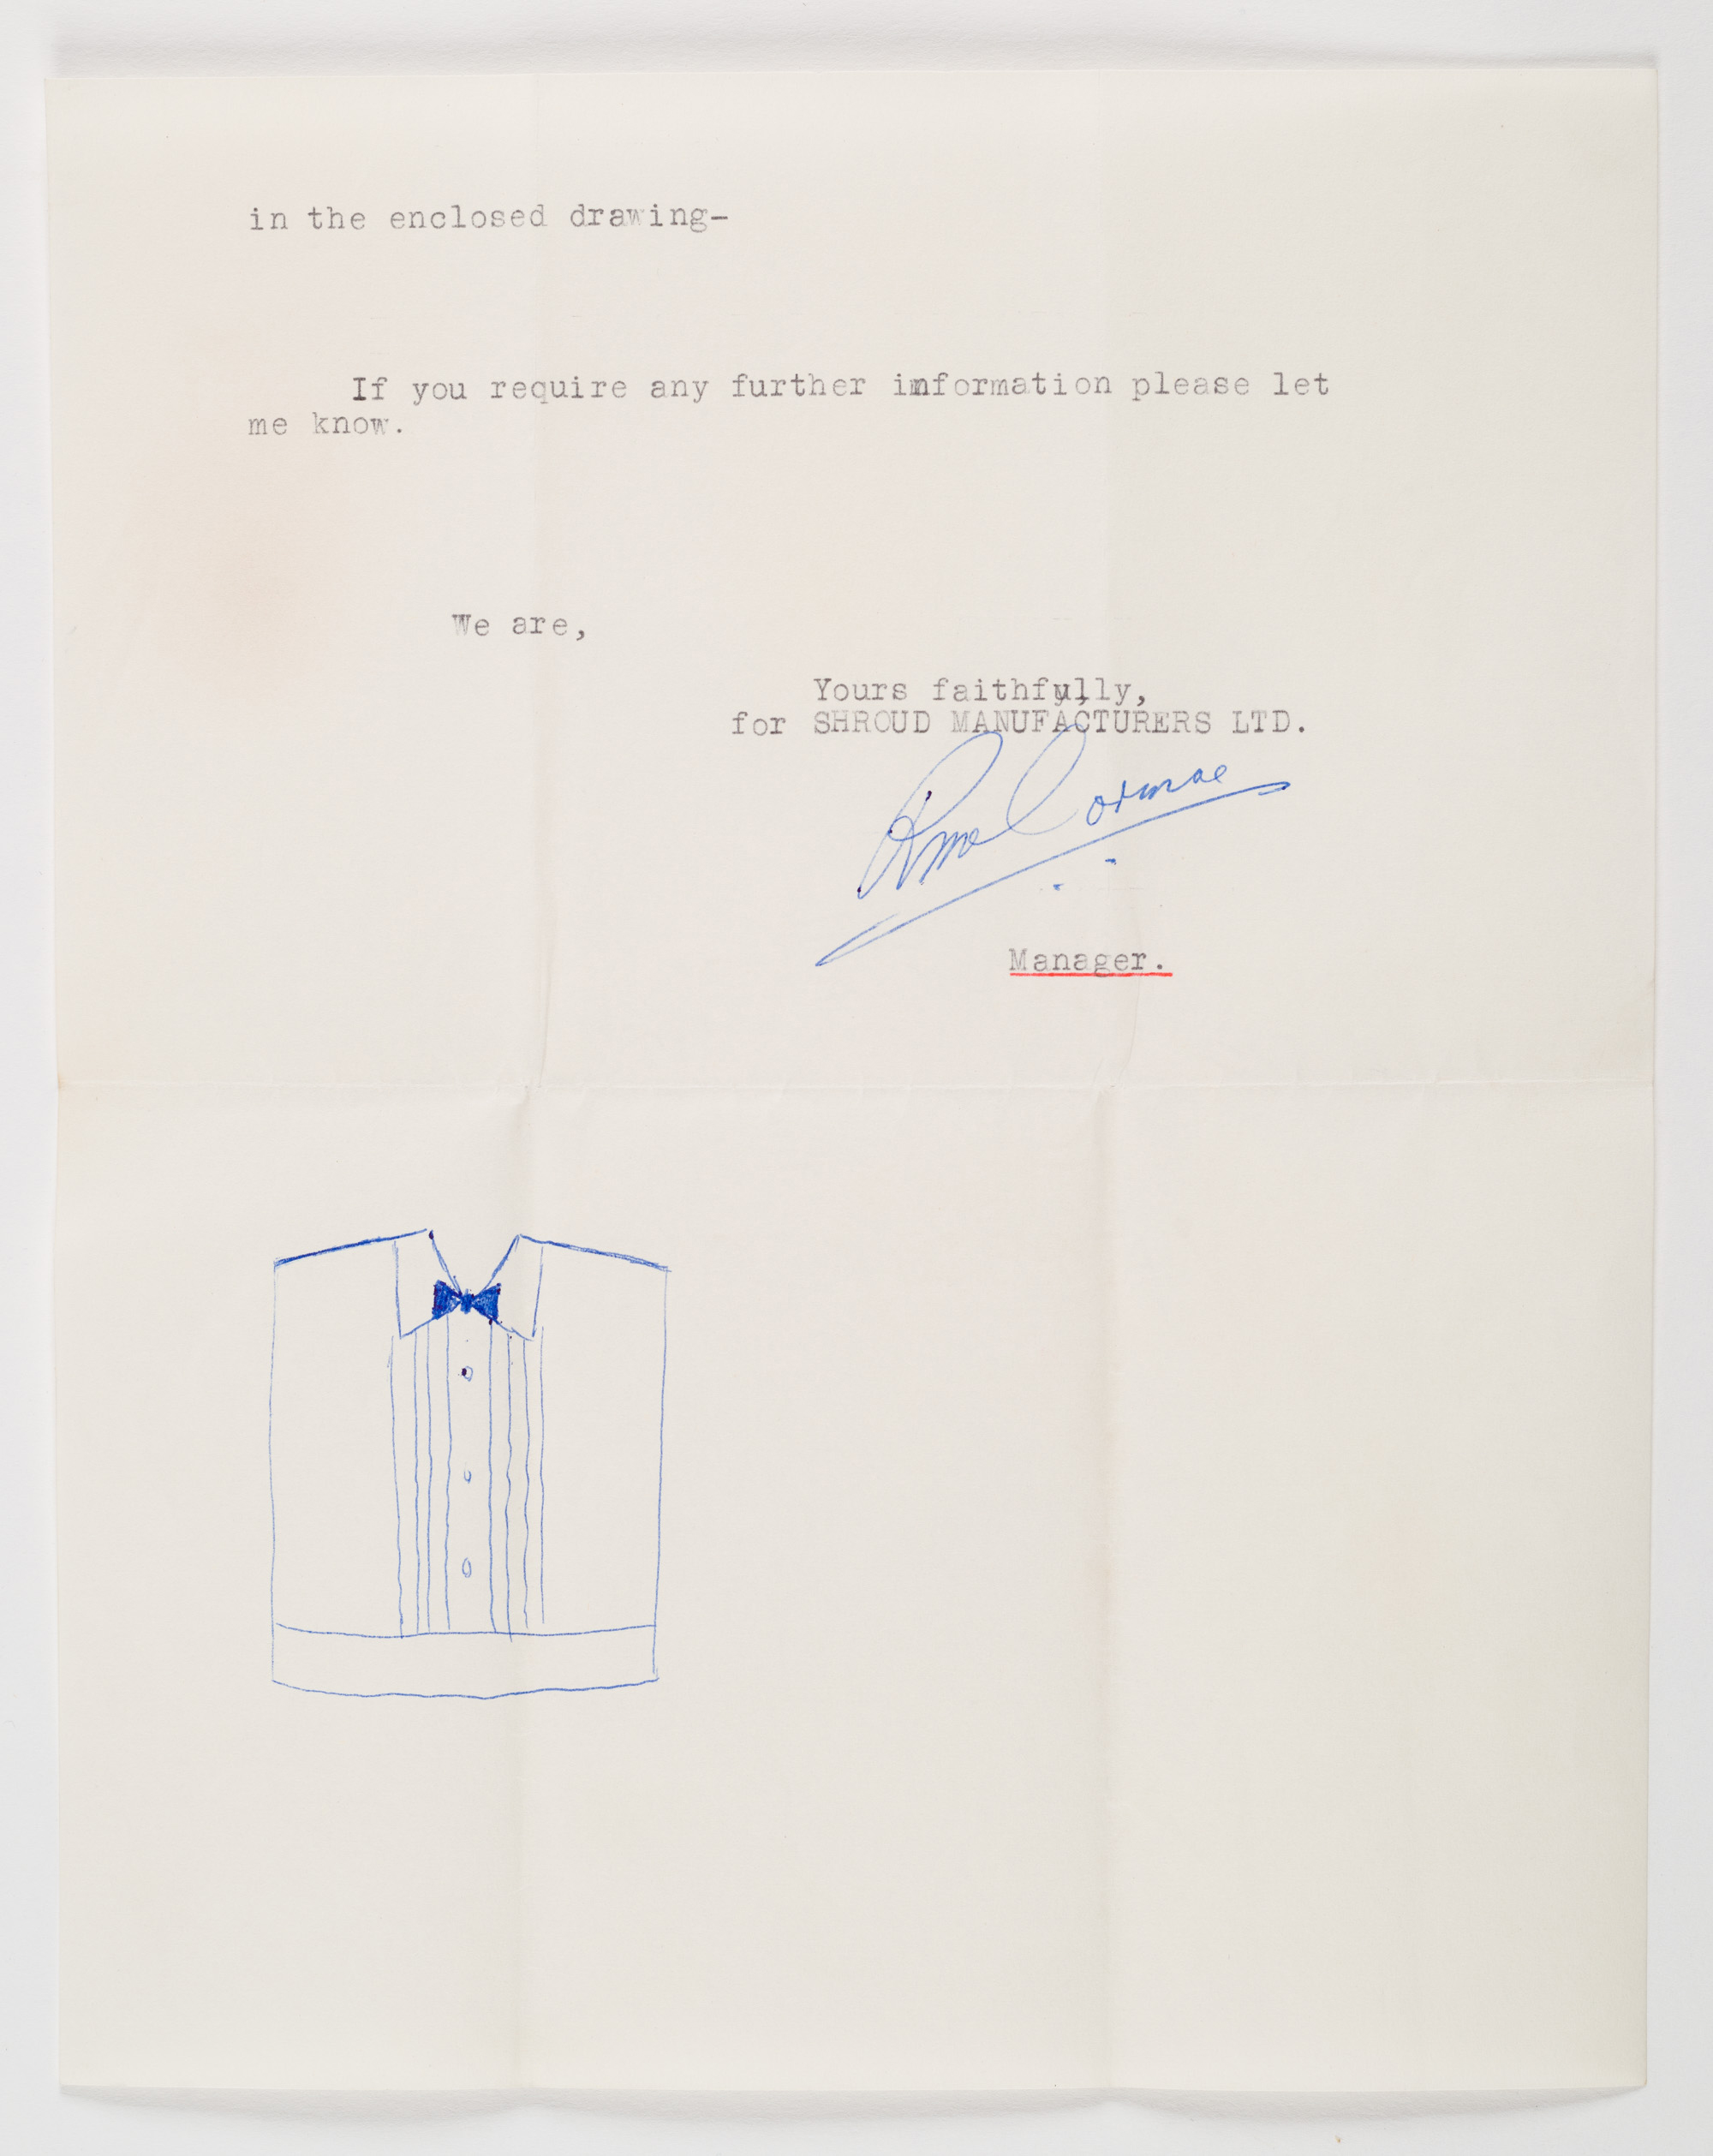 in the enclosed drawing-
If you require any further information please let
me know.
We are,
Yours faithfully,
for SHROUD MANUFACTURERS LTD.
Manager.